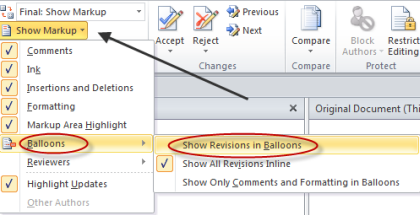 Final: Show Markup
Show Markup
Comments
Ink
Insertions and Deletions
Formatting
Markup Area Highlight
Balloons
Reviewers
Highlight Updates
Other Authors
Accept
Reject
Previous
Next
Changes
Compare
Compare
Block
Authors
Restrict
Editing
Protect
Original Document (Thi
Show Revisions in Balloons
Show All Revisions Inline
Show Only Comments and Formatting in Balloons